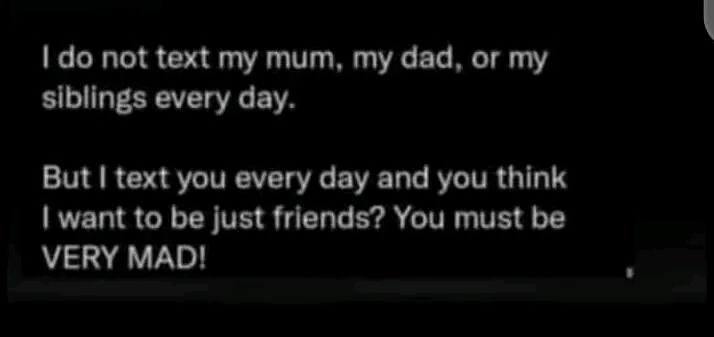 I do not text my mum, my dad, or my
siblings every day.
But I text you every day and you think
I want to be just friends? You must be
VERY MAD!